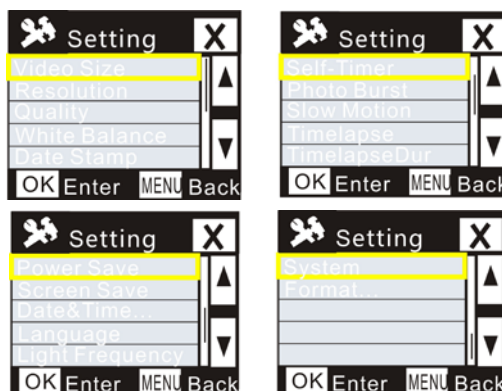 Setting X
Video Size
Resolution
Quality
White Balance
Date Stamp
OK Enter MENU Back
Setting X
Self-Timer
Photo Burst
Slow Motion
Timelapse
TimelapseDur
OK Enter MENU Back
Setting X
Power Save
Screen Save
Date&Time...
Language
Light Frequency
OK Enter MENU Back
Setting X
System
Format...
OK Enter MENU Back